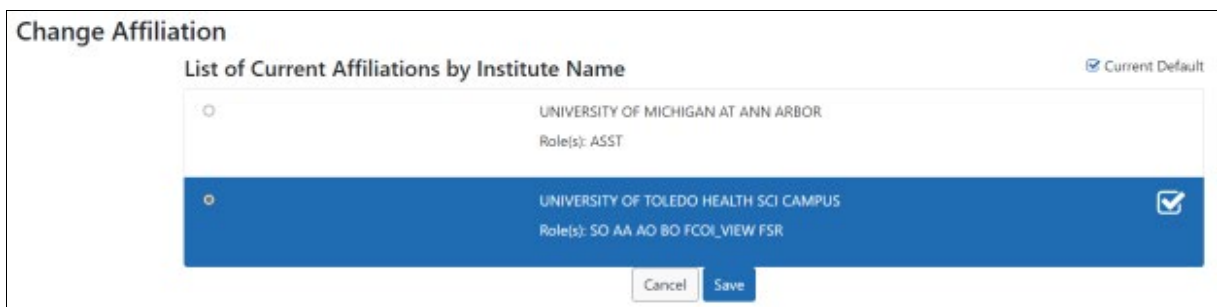 Change Affiliation
List of Current Affiliations by Institute Name
Current Default
UNIVERSITY OF MICHIGAN AT ANN ARBOR
Role(s): ASST
UNIVERSITY OF TOLEDO HEALTH SCI CAMPUS
Role(s): SO AA AO BO FCOI_VIEW FSR
Cancel
Save